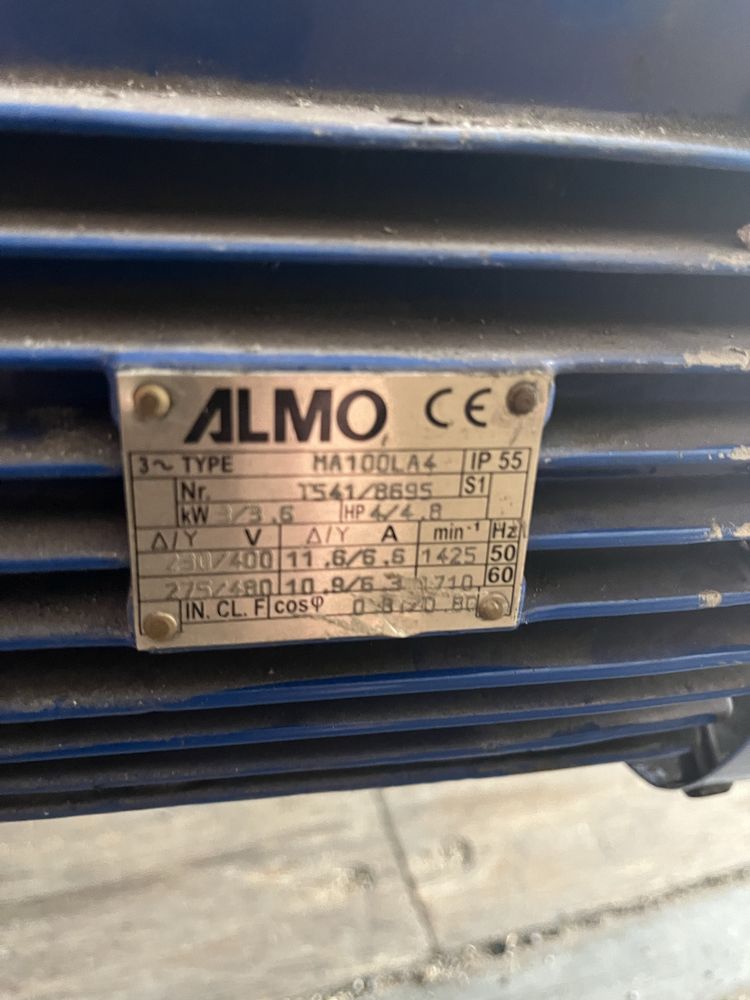 ALMO CE
3~ TYPE MA100LA4 IP 55
Nr. T541/8695 S1
kW 3/3.6 HP 4/4.8
Δ/Y V Δ/Y A min⁻¹ Hz
230/400 11.6/6.6 1425 50
275/480 10.9/6.3 1710 60
IN. CL. F cosφ 0.80